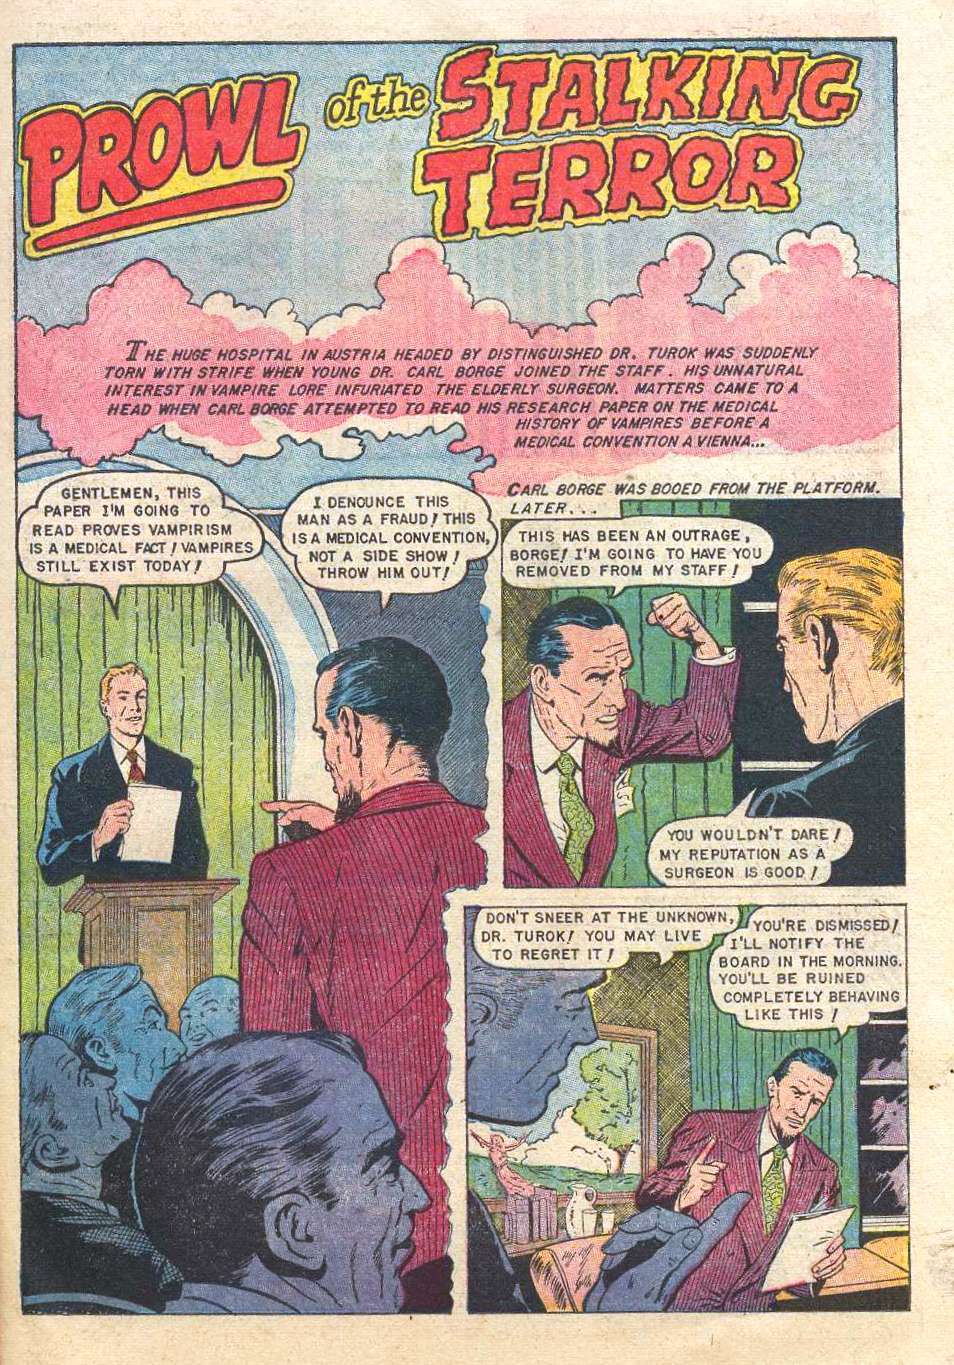 PROWL of the STALKING
TERROR
THE HUGE HOSPITAL IN AUSTRIA HEADED BY DISTINGUISHED DR. TUROK WAS SUDDENLY
TORN WITH STRIFE WHEN YOUNG DR. CARL BORGE JOINED THE STAFF. HIS UNNATURAL
INTEREST IN VAMPIRE LORE INFURIATED THE ELDERLY SURGEON. MATTERS CAME TO A
HEAD WHEN CARL BORGE ATTEMPTED TO READ HIS RESEARCH PAPER ON THE MEDICAL
HISTORY OF VAMPIRES BEFORE A
MEDICAL CONVENTION A VIENNA...
GENTLEMEN, THIS
PAPER I'M GOING TO
READ PROVES VAMPIRISM
IS A MEDICAL FACT! VAMPIRES
STILL EXIST TODAY!
I DENOUNCE THIS
MAN AS A FRAUD! THIS
IS A MEDICAL CONVENTION,
NOT A SIDE SHOW!
THROW HIM OUT!
CARL BORGE WAS BOOED FROM THE PLATFORM.
LATER...
THIS HAS BEEN AN OUTRAGE,
BORGE! I'M GOING TO HAVE YOU
REMOVED FROM MY STAFF!
YOU WOULDN'T DARE!
MY REPUTATION AS A
SURGEON IS GOOD!
DON'T SNEER AT THE UNKNOWN,
DR. TUROK! YOU MAY LIVE
TO REGRET IT!
YOU'RE DISMISSED!
I'LL NOTIFY THE
BOARD IN THE MORNING.
YOU'LL BE RUINED
COMPLETELY BEHAVING
LIKE THIS!